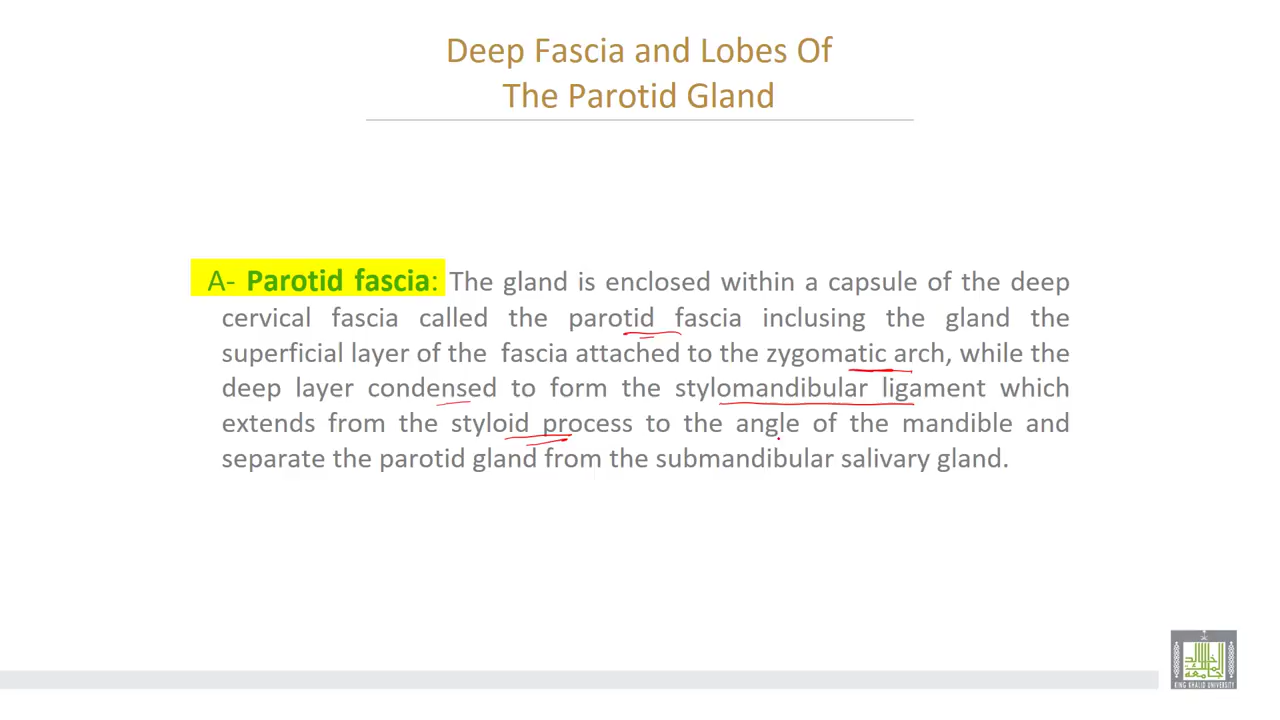 Deep Fascia and Lobes Of
The Parotid Gland
A- Parotid fascia: The gland is enclosed within a capsule of the deep
cervical fascia called the parotid fascia inclusing the gland the
superficial layer of the fascia attached to the zygomatic arch, while the
deep layer condensed to form the stylomandibular ligament which
extends from the styloid process to the angle of the mandible and
separate the parotid gland from the submandibular salivary gland.
KING KHALID UNIVERSITY